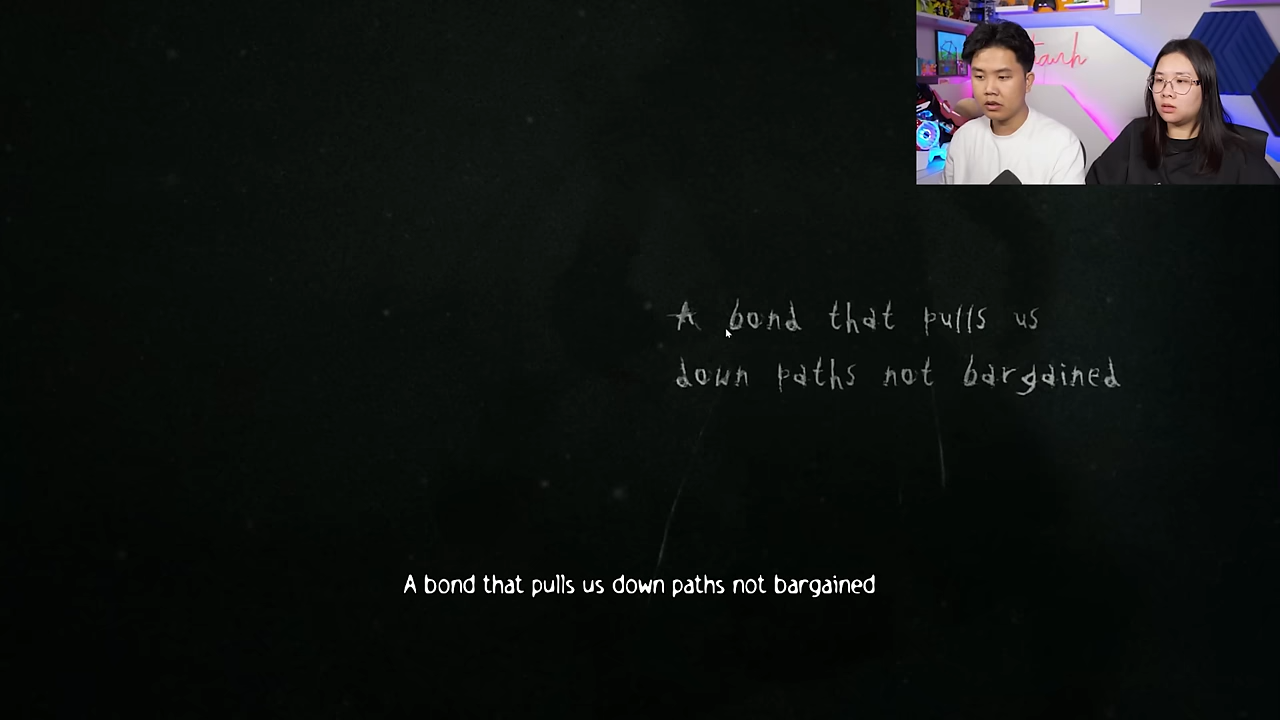 A bond that pulls us
down paths not bargained
A bond that pulls us down paths not bargained